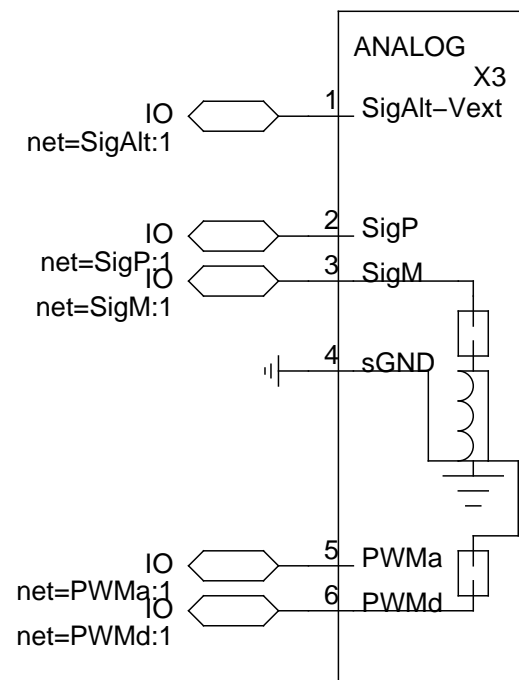 ANALOG
X3
1 SigAlt–Vext
IO
net=SigAlt:1
2 SigP
IO
net=SigP:1
3 SigM
IO
net=SigM:1
4 sGND
5 PWMa
IO
net=PWMa:1
6 PWMd
IO
net=PWMd:1